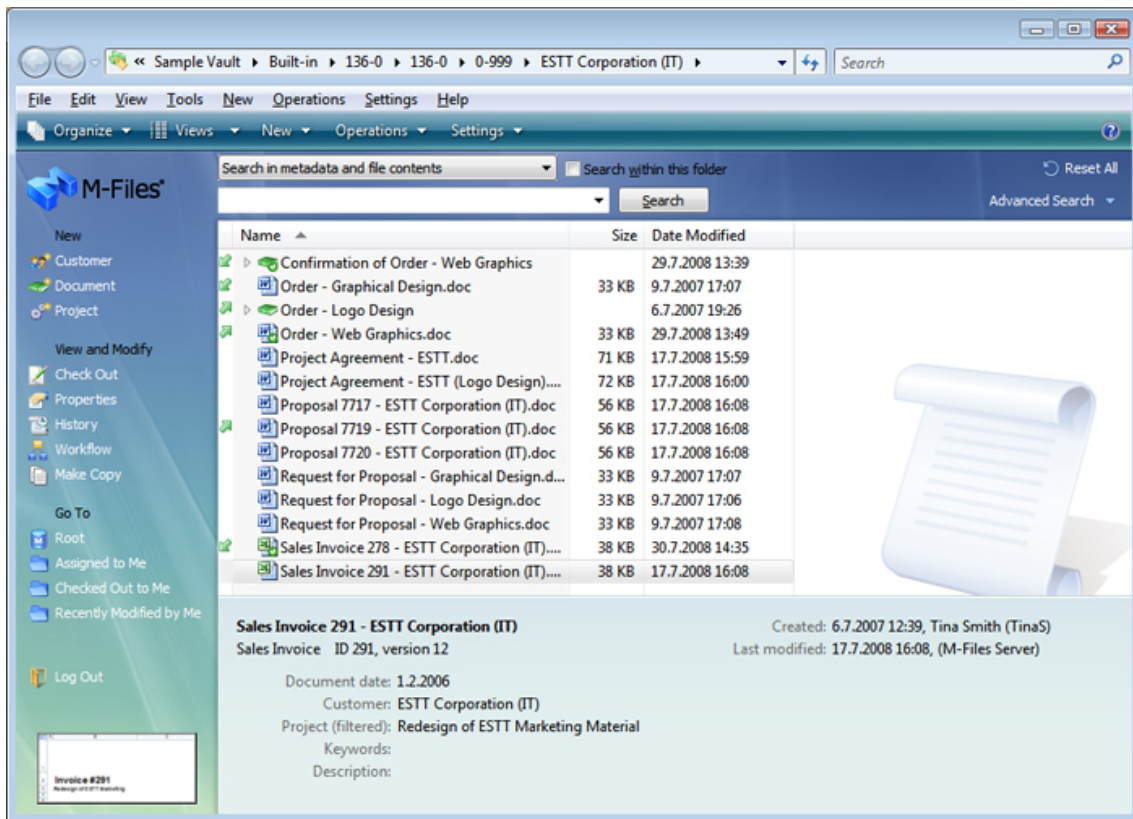 « Sample Vault ▸ Built-in ▸ 136-0 ▸ 136-0 ▸ 0-999 ▸ ESTT Corporation (IT) ▸ Search
File Edit View Tools New Operations Settings Help
Organize Views New Operations Settings
M-Files®
Search in metadata and file contents Search within this folder Reset All
Search Advanced Search
New
Customer
Document
Project
View and Modify
Check Out
Properties
History
Workflow
Make Copy
Go To
Root
Assigned to Me
Checked Out to Me
Recently Modified by Me
Log Out
Name Size Date Modified
Confirmation of Order - Web Graphics 29.7.2008 13:39
Order - Graphical Design.doc 33 KB 9.7.2007 17:07
Order - Logo Design 6.7.2007 19:26
Order - Web Graphics.doc 33 KB 29.7.2008 13:49
Project Agreement - ESTT.doc 71 KB 17.7.2008 15:59
Project Agreement - ESTT (Logo Design).... 72 KB 17.7.2008 16:00
Proposal 7717 - ESTT Corporation (IT).doc 56 KB 17.7.2008 16:08
Proposal 7719 - ESTT Corporation (IT).doc 56 KB 17.7.2008 16:08
Proposal 7720 - ESTT Corporation (IT).doc 56 KB 17.7.2008 16:08
Request for Proposal - Graphical Design.d... 33 KB 9.7.2007 17:07
Request for Proposal - Logo Design.doc 33 KB 9.7.2007 17:06
Request for Proposal - Web Graphics.doc 33 KB 9.7.2007 17:08
Sales Invoice 278 - ESTT Corporation (IT).... 38 KB 30.7.2008 14:35
Sales Invoice 291 - ESTT Corporation (IT).... 38 KB 17.7.2008 16:08
Sales Invoice 291 - ESTT Corporation (IT) Created: 6.7.2007 12:39, Tina Smith (TinaS)
Sales Invoice ID 291, version 12 Last modified: 17.7.2008 16:08, (M-Files Server)
Document date: 1.2.2006
Customer: ESTT Corporation (IT)
Project (filtered): Redesign of ESTT Marketing Material
Keywords:
Description:
Invoice #291
Redesign of ESTT Marketing